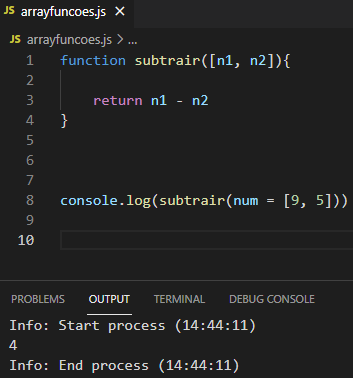 JS arrayfuncoes.js ×
JS arrayfuncoes.js > ...
1 function subtrair([n1, n2]){
2
3     return n1 - n2
4 }
5
6
7
8 console.log(subtrair(num = [9, 5]))
9
10
PROBLEMS OUTPUT TERMINAL DEBUG CONSOLE
Info: Start process (14:44:11)
4
Info: End process (14:44:11)